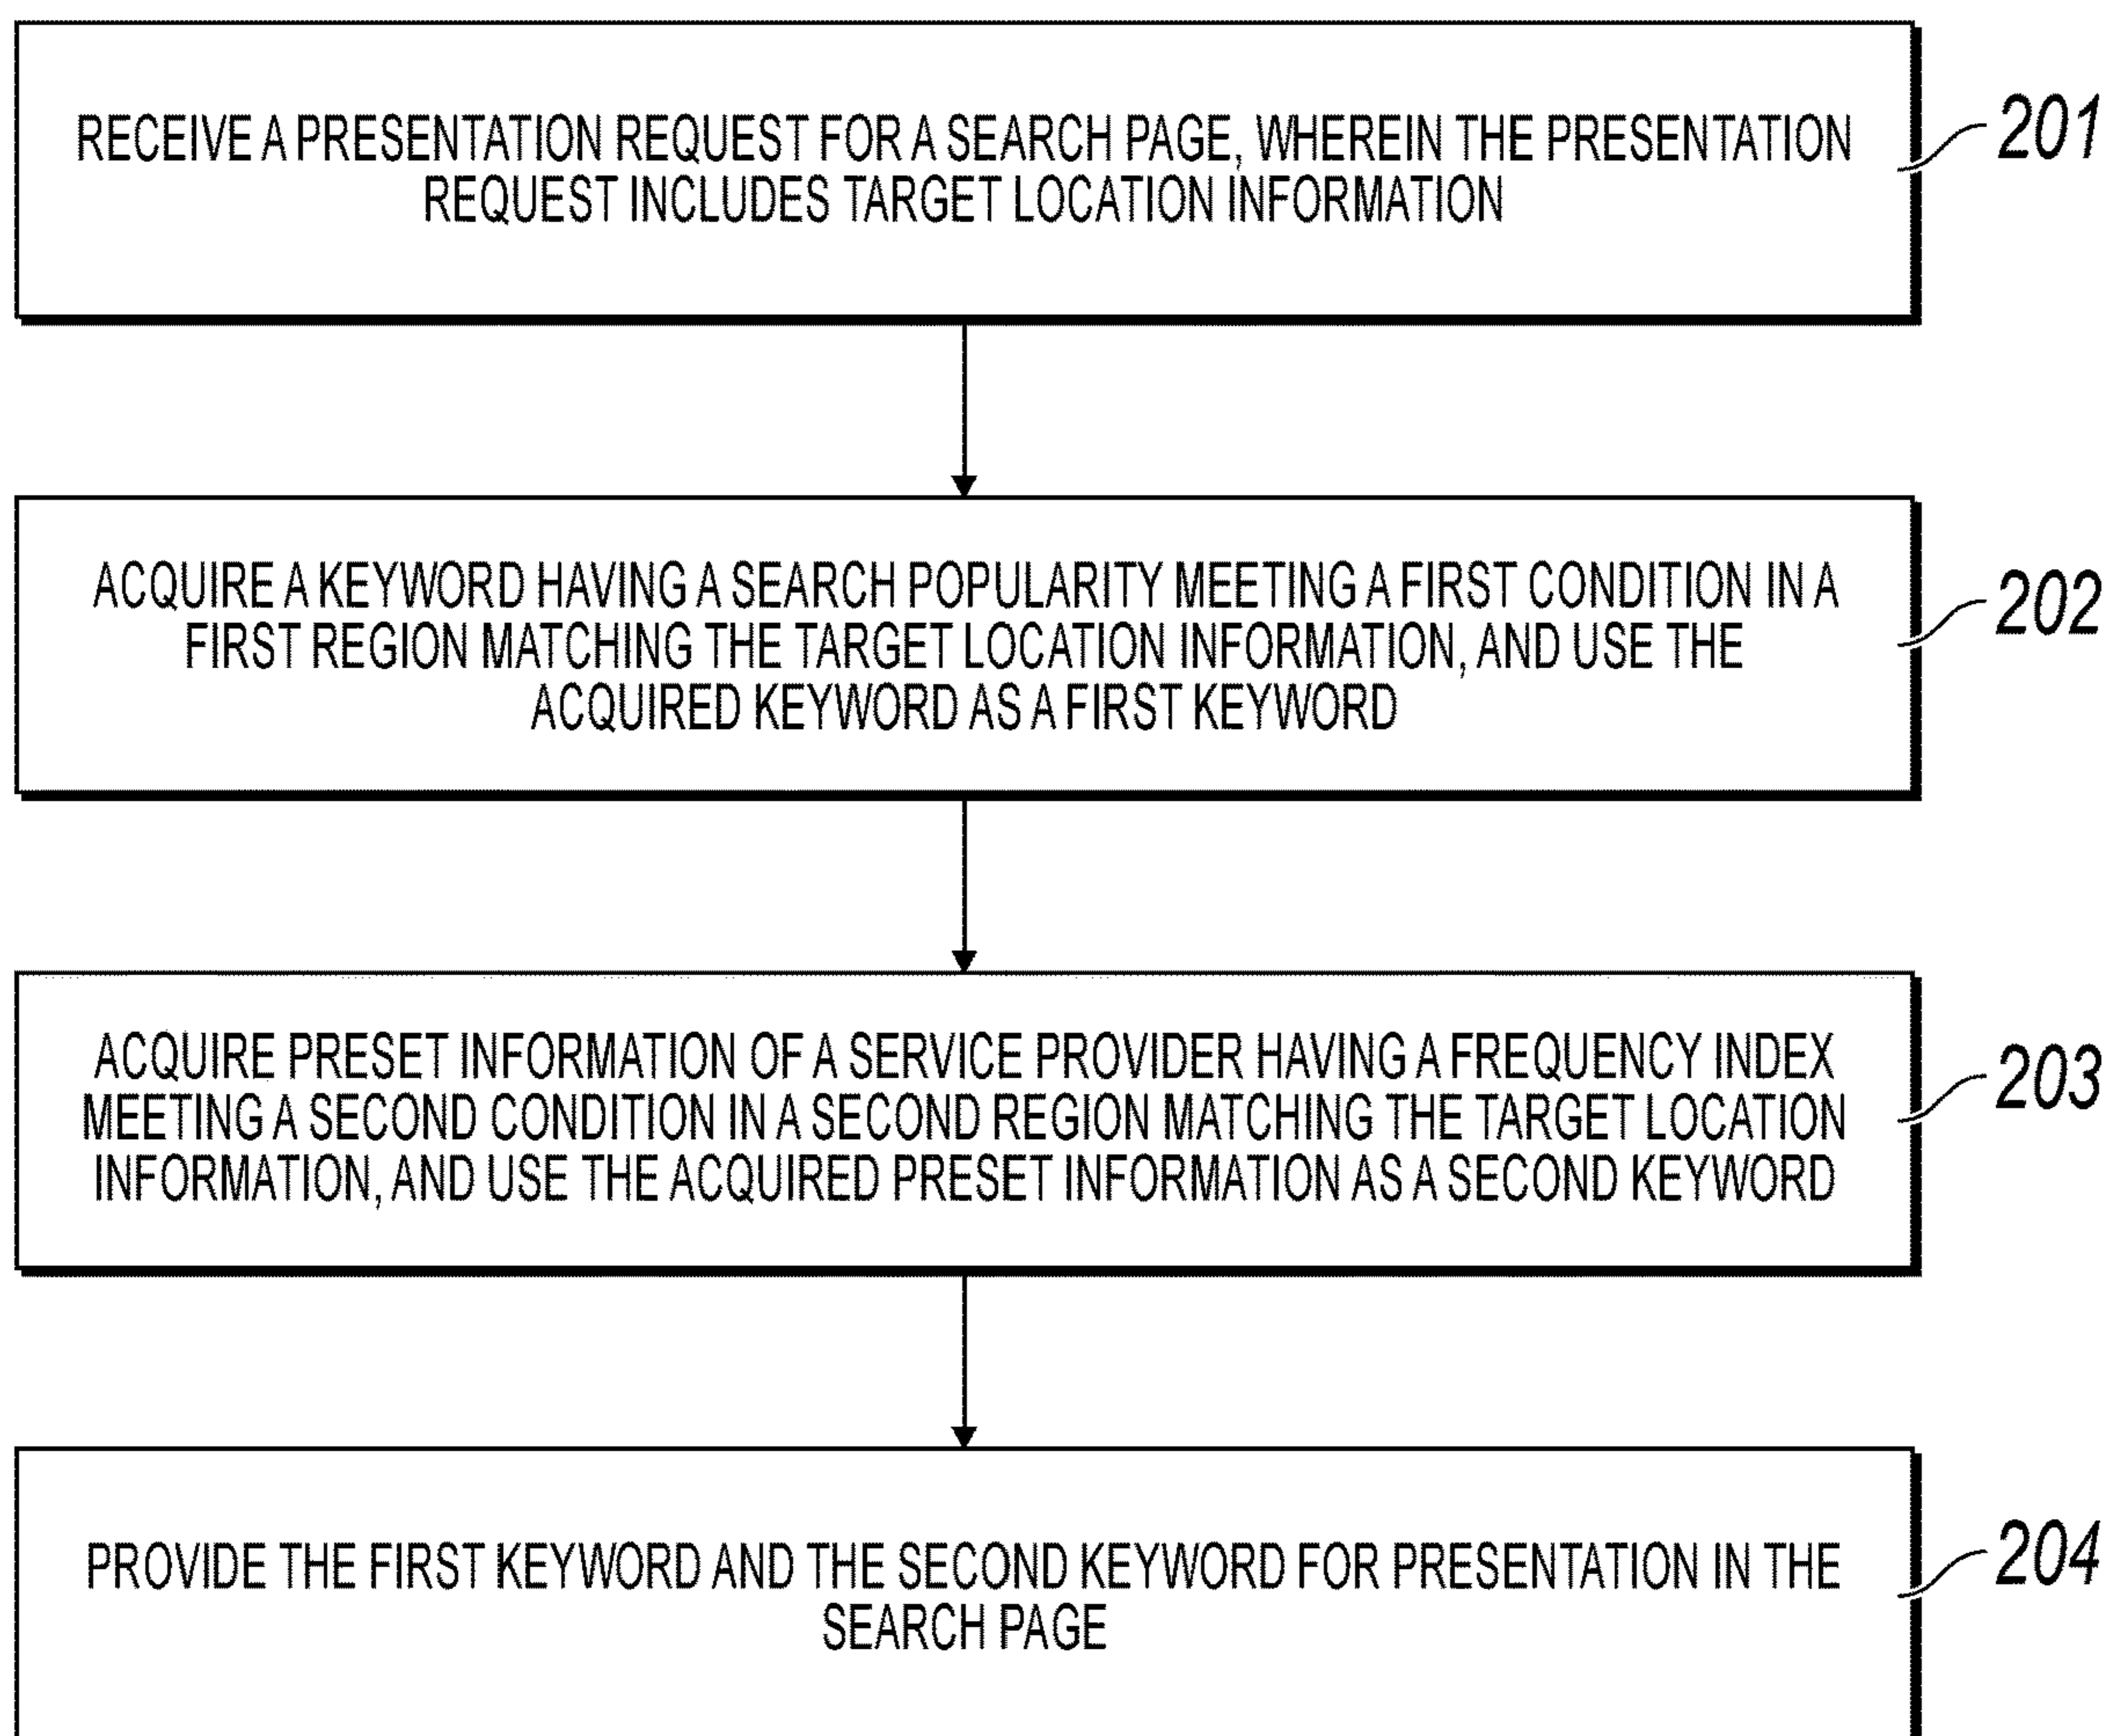 RECEIVE A PRESENTATION REQUEST FOR A SEARCH PAGE, WHEREIN THE PRESENTATION
REQUEST INCLUDES TARGET LOCATION INFORMATION
201
ACQUIRE A KEYWORD HAVING A SEARCH POPULARITY MEETING A FIRST CONDITION IN A
FIRST REGION MATCHING THE TARGET LOCATION INFORMATION, AND USE THE
ACQUIRED KEYWORD AS A FIRST KEYWORD
202
ACQUIRE PRESET INFORMATION OF A SERVICE PROVIDER HAVING A FREQUENCY INDEX
MEETING A SECOND CONDITION IN A SECOND REGION MATCHING THE TARGET LOCATION
INFORMATION, AND USE THE ACQUIRED PRESET INFORMATION AS A SECOND KEYWORD
203
PROVIDE THE FIRST KEYWORD AND THE SECOND KEYWORD FOR PRESENTATION IN THE
SEARCH PAGE
204